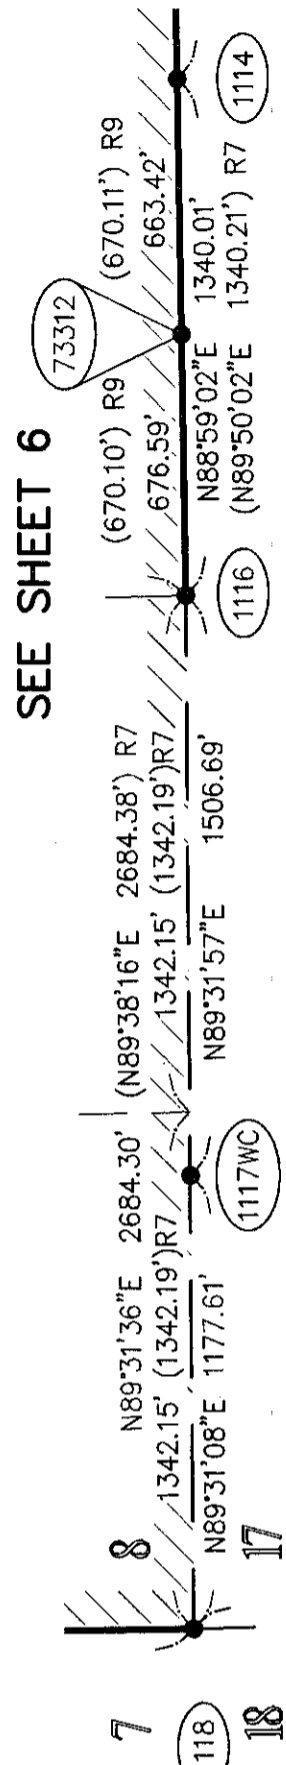 SEE SHEET 6
73312
(670.10') R9
(670.11') R9
676.59'
663.42'
N88°59'02"E 1340.01'
(N89°50'02"E 1340.21') R7
1116
1114
N89°31'36"E 2684.30' (N89°38'16"E 2684.38') R7
1342.15' (1342.19')R7
1342.15' (1342.19')R7
N89°31'08"E 1177.61'
N89°31'57"E 1506.69'
1117WC
7
8
118
18
17